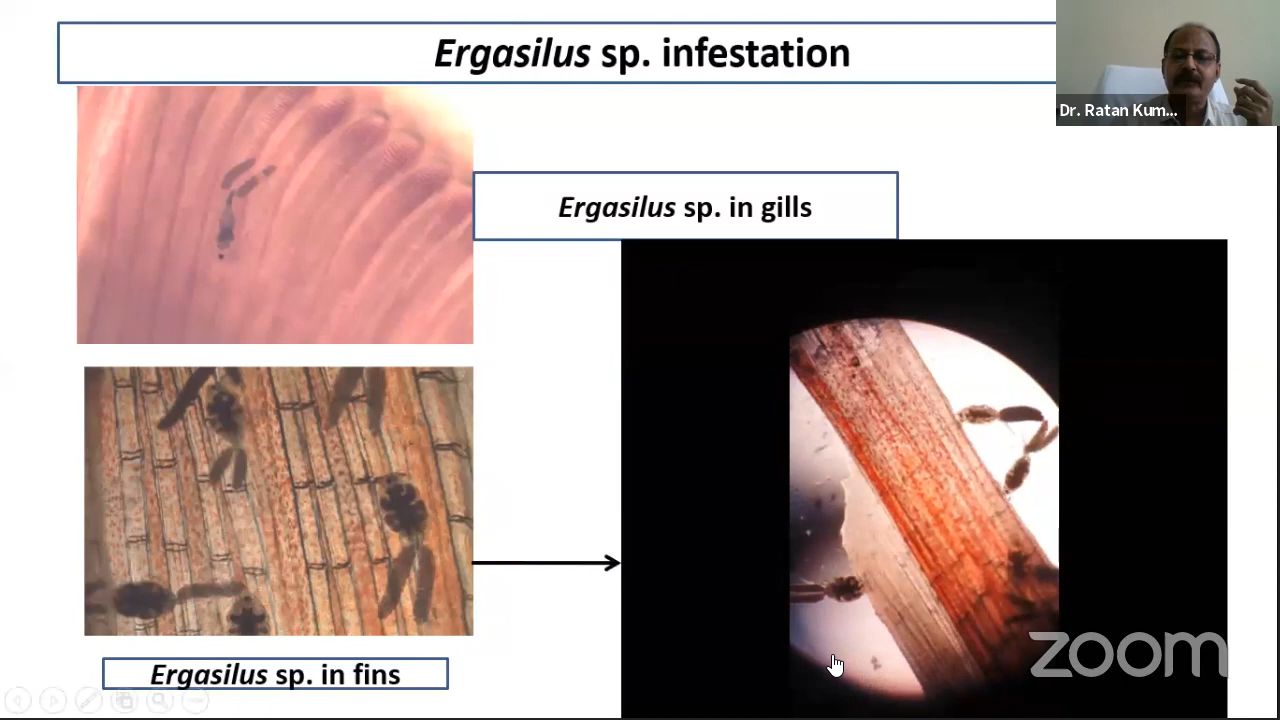 Ergasilus sp. infestation
Dr. Ratan Kum...
Ergasilus sp. in gills
Ergasilus sp. in fins
zoom